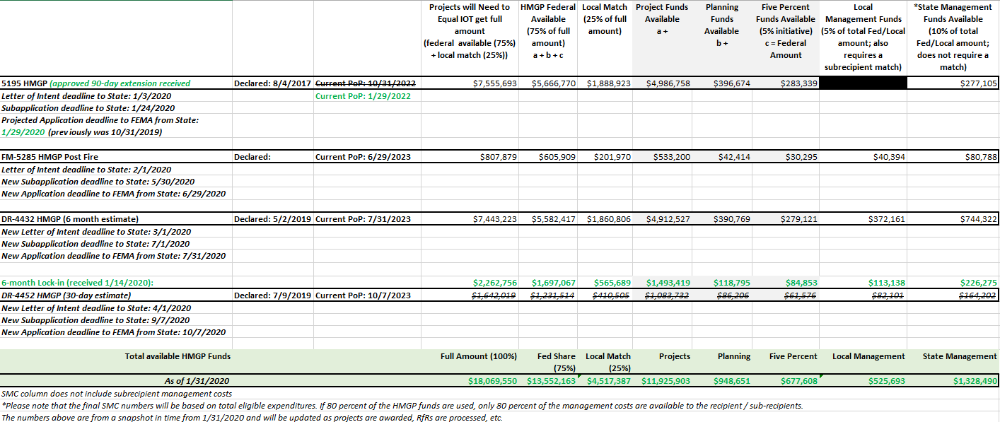 Projects will Need to Equal IOT get full amount (federal available (75%) + local match (25%)) HMGP Federal Available (75% of full amount) a + b + c Local Match (25% of full amount) Project Funds Available a + Planning Funds Available b + Five Percent Funds Available (5% initiative) c = Federal Amount Local Management Funds (5% of total Fed/Local amount; also requires a subrecipient match) *State Management Funds Available (10% of total Fed/Local amount; does not require a match)
5195 HMGP (approved 90-day extension received Declared: 8/4/2017 Current PoP: 10/31/2022 $7,555,693 $5,666,770 $1,888,923 $4,986,758 $396,674 $283,339 $277,105
Letter of Intent deadline to State: 1/3/2020 Current PoP: 1/29/2022
Subapplication deadline to State: 1/24/2020
Projected Application deadline to FEMA from State:
1/29/2020 (previously was 10/31/2019)
FM-5285 HMGP Post Fire Declared: Current PoP: 6/29/2023 $807,879 $605,909 $201,970 $533,200 $42,414 $30,295 $40,394 $80,788
Letter of Intent deadline to State: 2/1/2020
New Subapplication deadline to State: 5/30/2020
New Application deadline to FEMA from State: 6/29/2020
DR-4432 HMGP (6 month estimate) Declared: 5/2/2019 Current PoP: 7/31/2023 $7,443,223 $5,582,417 $1,860,806 $4,912,527 $390,769 $279,121 $372,161 $744,322
New Letter of Intent deadline to State: 3/1/2020
New Subapplication deadline to State: 7/1/2020
New Application deadline to FEMA from State: 7/31/2020
6-month Lock-in (received 1/14/2020): $2,262,756 $1,697,067 $565,689 $1,493,419 $118,795 $84,853 $113,138 $226,275
DR-4452 HMGP (30-day estimate) Declared: 7/9/2019 Current PoP: 10/7/2023 $1,642,019 $1,231,514 $410,505 $1,083,732 $86,206 $61,576 $82,101 $164,202
New Letter of Intent deadline to State: 4/1/2020
New Subapplication deadline to State: 9/7/2020
New Application deadline to FEMA from State: 10/7/2020
Total available HMGP Funds Full Amount (100%) Fed Share (75%) Local Match (25%) Projects Planning Five Percent Local Management State Management
As of 1/31/2020 $18,069,550 $13,552,163 $4,517,387 $11,925,903 $948,651 $677,608 $525,693 $1,328,490
SMC column does not include subrecipient management costs
*Please note that the final SMC numbers will be based on total eligible expenditures. If 80 percent of the HMGP funds are used, only 80 percent of the management costs are available to the recipient / sub-recipients.
The numbers above are from a snapshot in time from 1/31/2020 and will be updated as projects are awarded, RfRs are processed, etc.